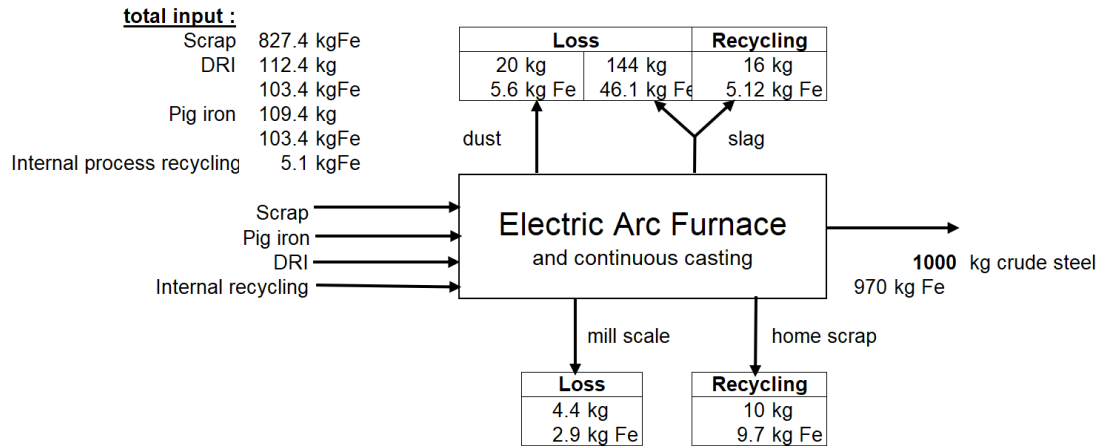 total input :
Scrap 827.4 kgFe
DRI 112.4 kg
103.4 kgFe
Pig iron 109.4 kg
103.4 kgFe
Internal process recycling 5.1 kgFe
Loss Recycling
20 kg 144 kg 16 kg
5.6 kg Fe 46.1 kg Fe 5.12 kg Fe
dust
slag
Scrap
Pig iron
DRI
Internal recycling
Electric Arc Furnace
and continuous casting
1000 kg crude steel
970 kg Fe
mill scale
home scrap
Loss
4.4 kg
2.9 kg Fe
Recycling
10 kg
9.7 kg Fe